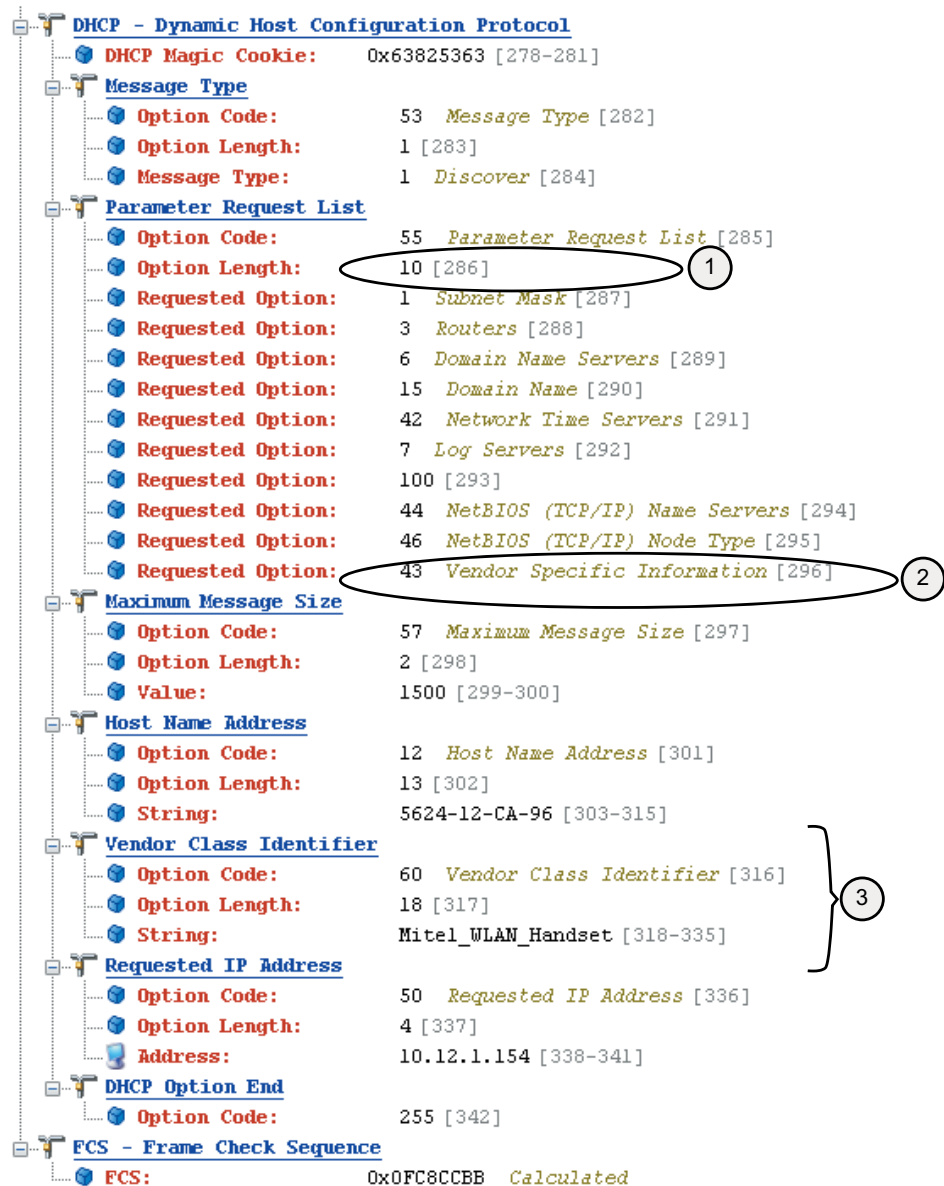 DHCP - Dynamic Host Configuration Protocol
DHCP Magic Cookie: 0x63825363 [278-281]
Message Type
Option Code: 53 Message Type [282]
Option Length: 1 [283]
Message Type: 1 Discover [284]
Parameter Request List
Option Code: 55 Parameter Request List [285]
Option Length: 10 [286] 1
Requested Option: 1 Subnet Mask [287]
Requested Option: 3 Routers [288]
Requested Option: 6 Domain Name Servers [289]
Requested Option: 15 Domain Name [290]
Requested Option: 42 Network Time Servers [291]
Requested Option: 7 Log Servers [292]
Requested Option: 100 [293]
Requested Option: 44 NetBIOS (TCP/IP) Name Servers [294]
Requested Option: 46 NetBIOS (TCP/IP) Node Type [295]
Requested Option: 43 Vendor Specific Information [296] 2
Maximum Message Size
Option Code: 57 Maximum Message Size [297]
Option Length: 2 [298]
Value: 1500 [299-300]
Host Name Address
Option Code: 12 Host Name Address [301]
Option Length: 13 [302]
String: 5624-12-CA-96 [303-315]
Vendor Class Identifier
Option Code: 60 Vendor Class Identifier [316]
Option Length: 18 [317] 3
String: Mitel_WLAN_Handset [318-335]
Requested IP Address
Option Code: 50 Requested IP Address [336]
Option Length: 4 [337]
Address: 10.12.1.154 [338-341]
DHCP Option End
Option Code: 255 [342]
FCS - Frame Check Sequence
FCS: 0x0FC8CCBB Calculated